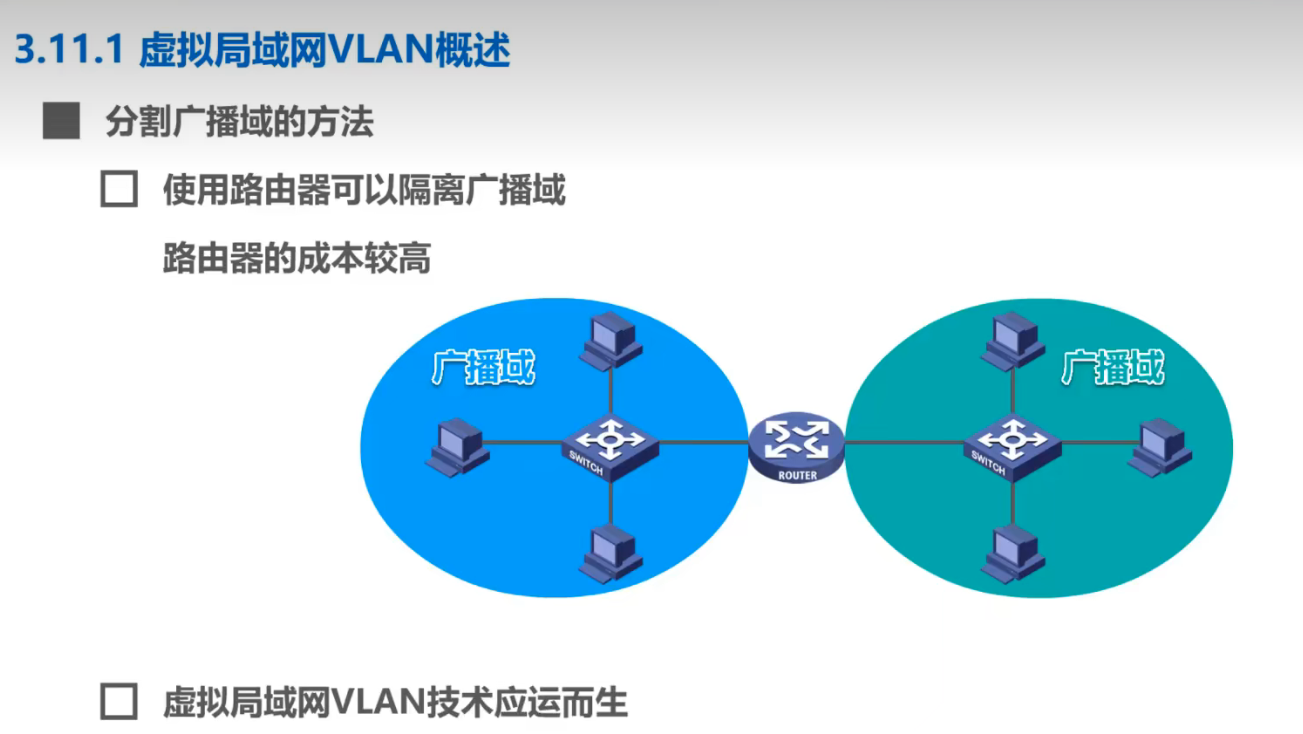 3.11.1 虚拟局域网VLAN概述
分割广播域的方法
使用路由器可以隔离广播域
路由器的成本较高
广播域
广播域
SWITCH
ROUTER
SWITCH
虚拟局域网VLAN技术应运而生